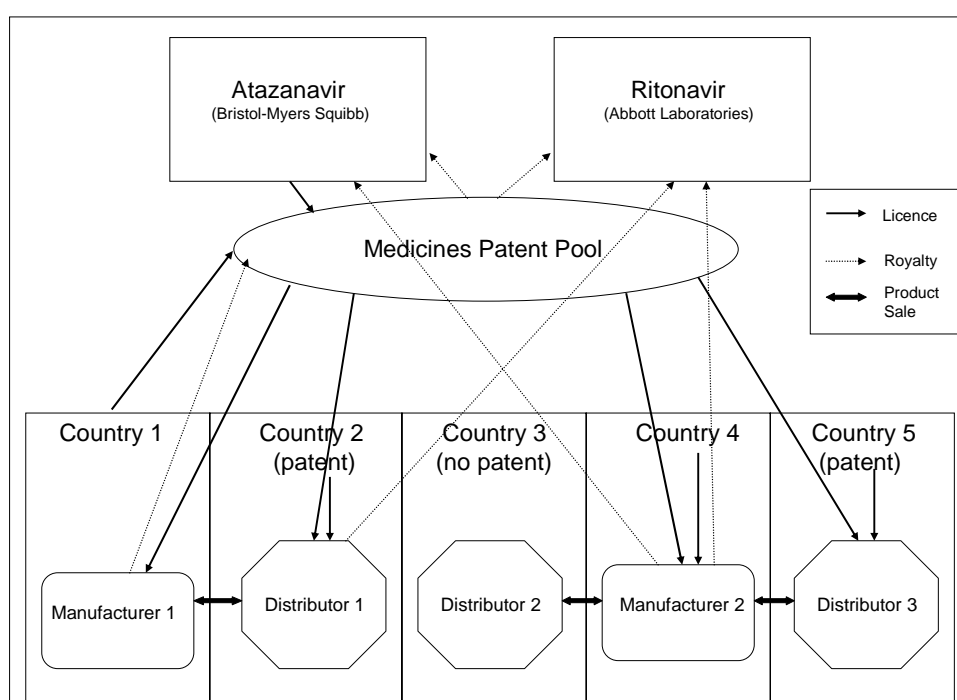 Atazanavir
(Bristol-Myers Squibb)
Ritonavir
(Abbott Laboratories)
Medicines Patent Pool
Licence
Royalty
Product
Sale
Country 1
Country 2
(patent)
Country 3
(no patent)
Country 4
Country 5
(patent)
Manufacturer 1
Distributor 1
Distributor 2
Manufacturer 2
Distributor 3